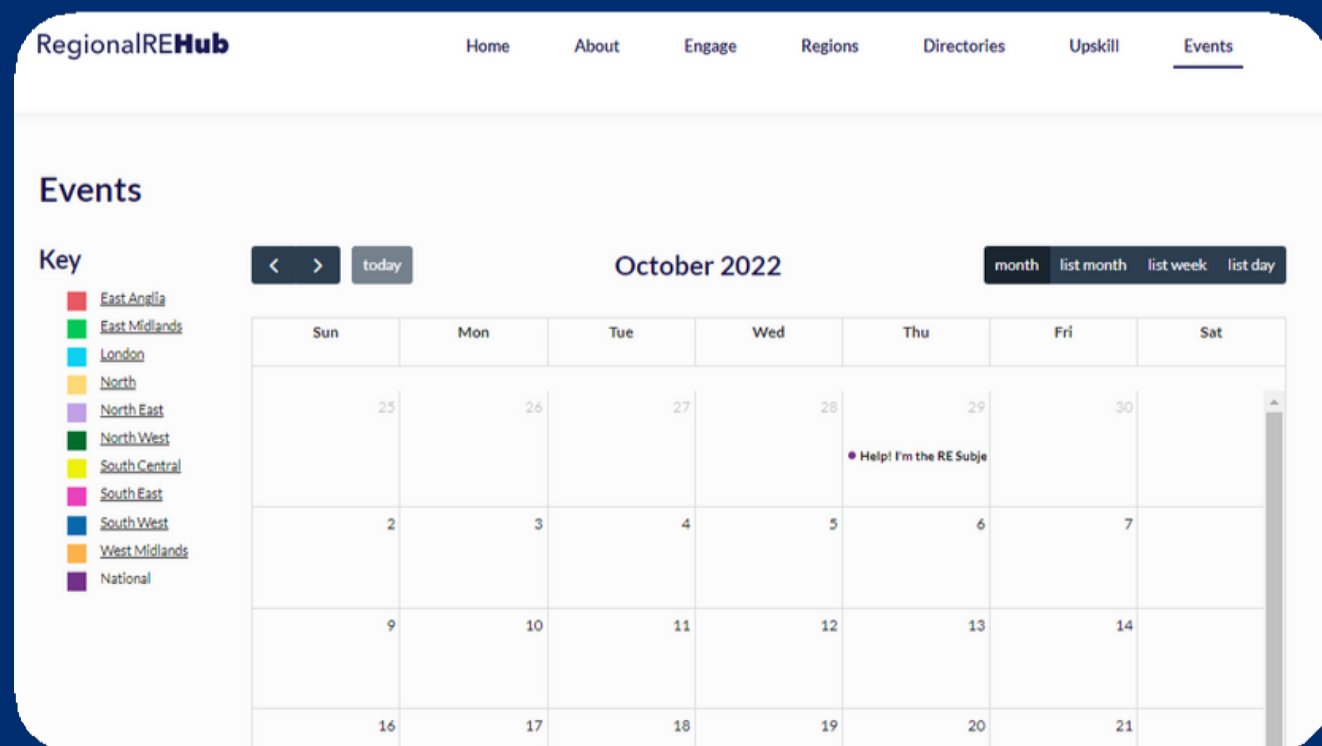 RegionalREHub
Home About Engage Regions Directories Upskill Events
Events
Key
East Anglia
East Midlands
London
North
North East
North West
South Central
South East
South West
West Midlands
National
today
October 2022
month list month list week list day
Sun Mon Tue Wed Thu Fri Sat
25 26 27 28 29 30
Help! I'm the RE Subje
2 3 4 5 6 7
9 10 11 12 13 14
16 17 18 19 20 21